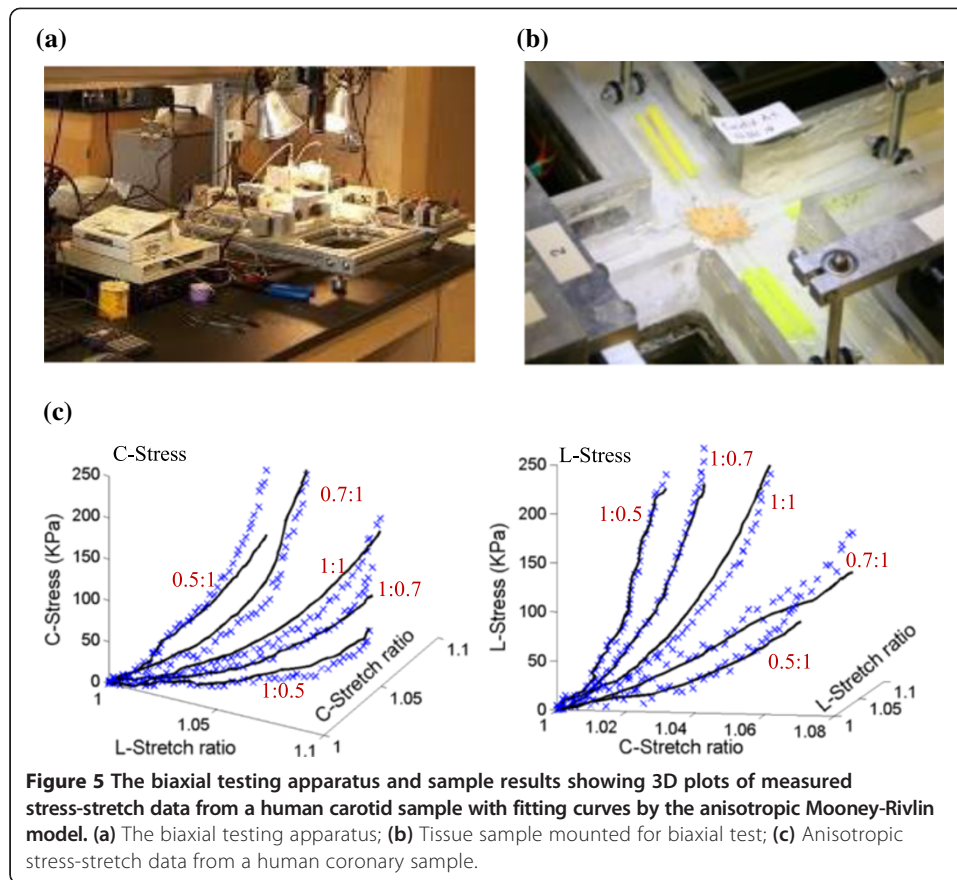 (a)
(b)
(c)
C-Stress
C-Stress (KPa)
250
200
150
100
50
0
0.5:1
0.7:1
1:1
1:0.7
1:0.5
1
1.05
1.1
L-Stretch ratio
1
1.05
1.1
C-Stretch ratio
L-Stress
L-Stress (KPa)
250
200
150
100
50
0
1:0.5
1:0.7
1:1
0.7:1
0.5:1
1
1.02
1.04
1.06
1.08
C-Stretch ratio
1
1.05
1.1
L-Stretch ratio
2
Figure 5 The biaxial testing apparatus and sample results showing 3D plots of measured
stress-stretch data from a human carotid sample with fitting curves by the anisotropic Mooney-Rivlin
model. (a) The biaxial testing apparatus; (b) Tissue sample mounted for biaxial test; (c) Anisotropic
stress-stretch data from a human coronary sample.